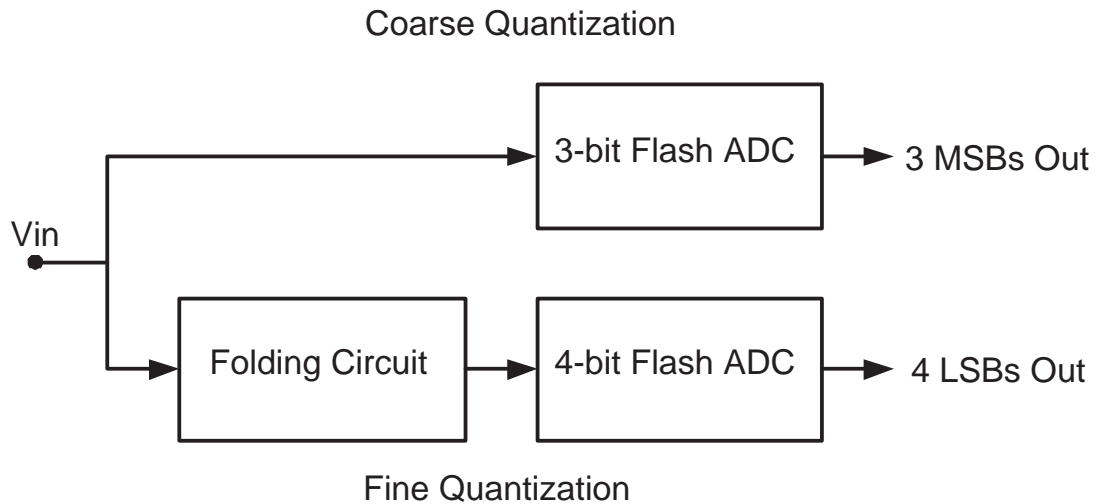 Coarse Quantization
3-bit Flash ADC
3 MSBs Out
Vin
Folding Circuit
4-bit Flash ADC
4 LSBs Out
Fine Quantization